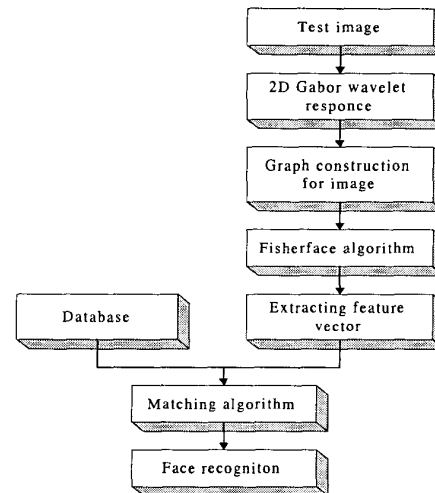 Test image
2D Gabor wavelet
responce
Graph construction
for image
Fisherface algorithm
Database
Extracting feature
vector
Matching algorithm
Face recogniton